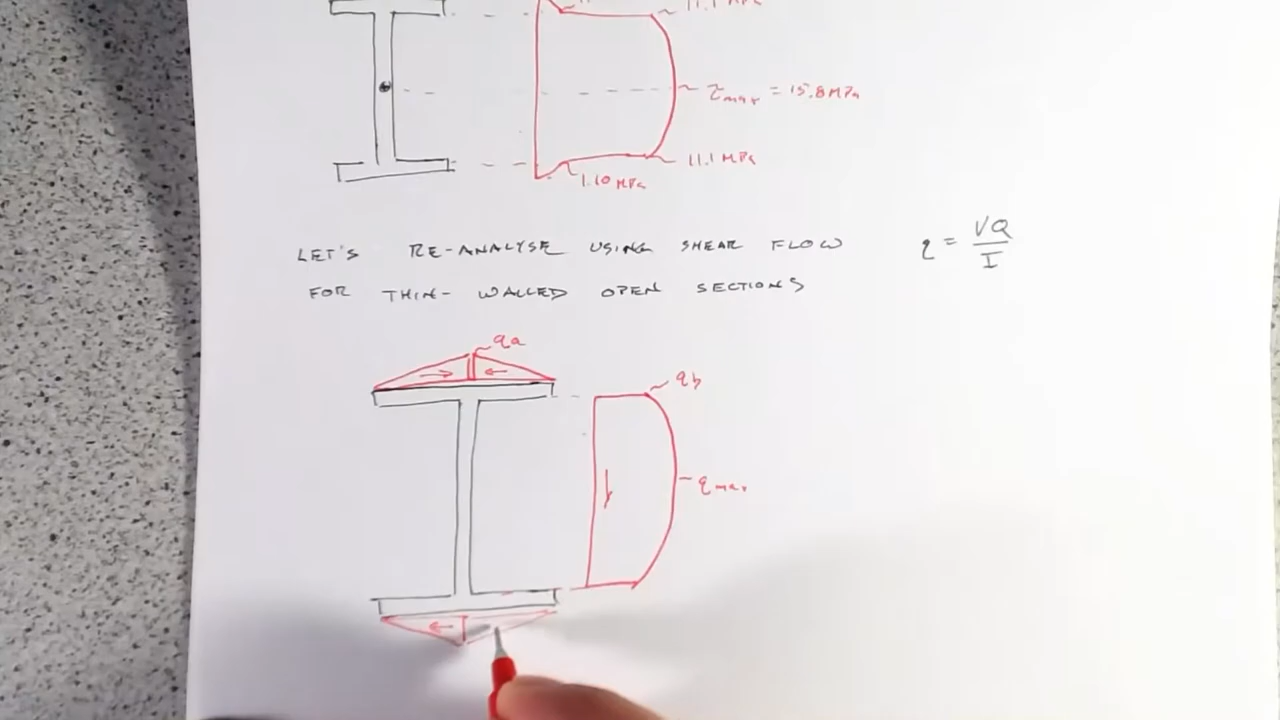 11.1 MPa
τmax = 15.8 MPa
11.1 MPa
1.10 MPa
LET'S RE-ANALYSE USING SHEAR FLOW q = VQ/I
FOR THIN-WALLED OPEN SECTIONS
qa
qb
qmax